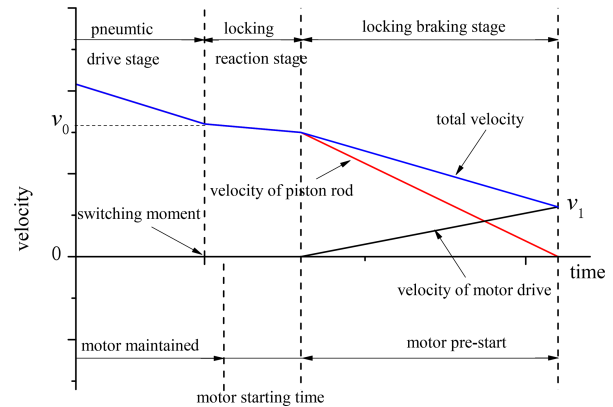 pneumtic
drive stage
locking
reaction stage
locking braking stage
v0
total velocity
velocity of piston rod
v1
velocity
switching moment
0
time
velocity of motor drive
motor maintained
motor pre-start
motor starting time